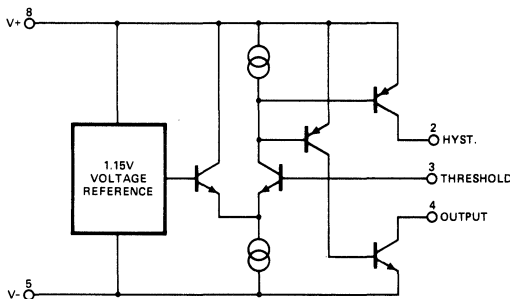 8
V+
2
HYST.
1.15V
VOLTAGE
REFERENCE
3
THRESHOLD
4
OUTPUT
5
V-